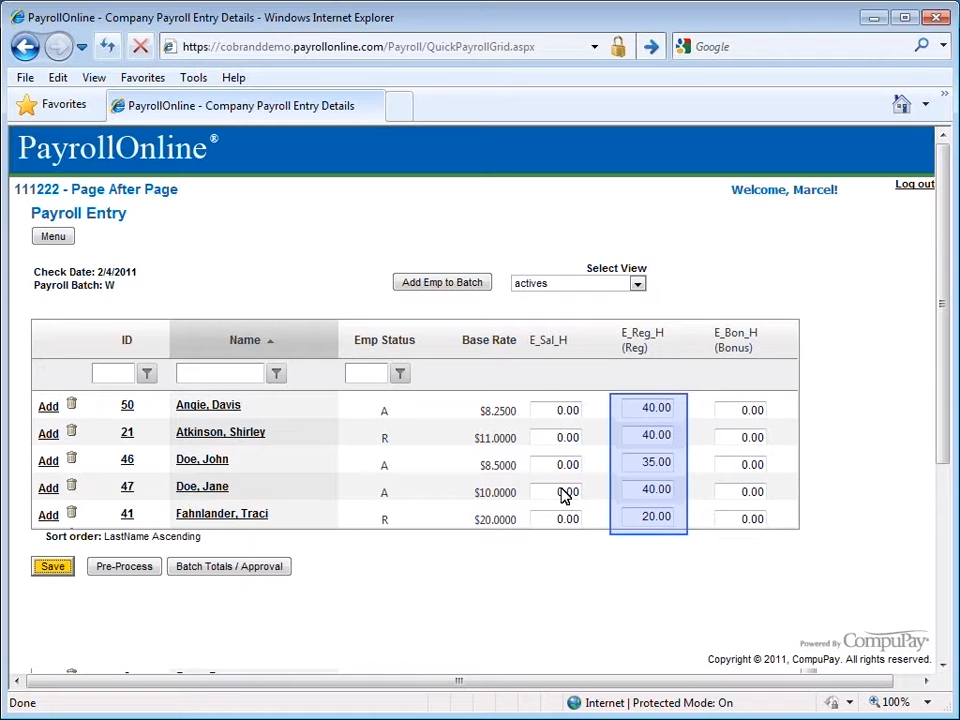 PayrollOnline - Company Payroll Entry Details - Windows Internet Explorer
https://cobranddemo.payrollonline.com/Payroll/QuickPayrollGrid.aspx
Google
File Edit View Favorites Tools Help
Favorites
PayrollOnline - Company Payroll Entry Details
PayrollOnline®
111222 - Page After Page
Welcome, Marcel!
Log out
Payroll Entry
Menu
Check Date: 2/4/2011
Payroll Batch: W
Add Emp to Batch
Select View
actives
ID Name Emp Status Base Rate E_Sal_H E_Reg_H (Reg) E_Bon_H (Bonus)
Add 50 Angie, Davis A $8.2500 0.00 40.00 0.00
Add 21 Atkinson, Shirley R $11.0000 0.00 40.00 0.00
Add 46 Doe, John A $8.5000 0.00 35.00 0.00
Add 47 Doe, Jane A $10.0000 0.00 40.00 0.00
Add 41 Fahnlander, Traci R $20.0000 0.00 20.00 0.00
Sort order: LastName Ascending
Save Pre-Process Batch Totals / Approval
Powered By CompuPay
Copyright © 2011, CompuPay. All rights reserved.
Done
Internet | Protected Mode: On
100%